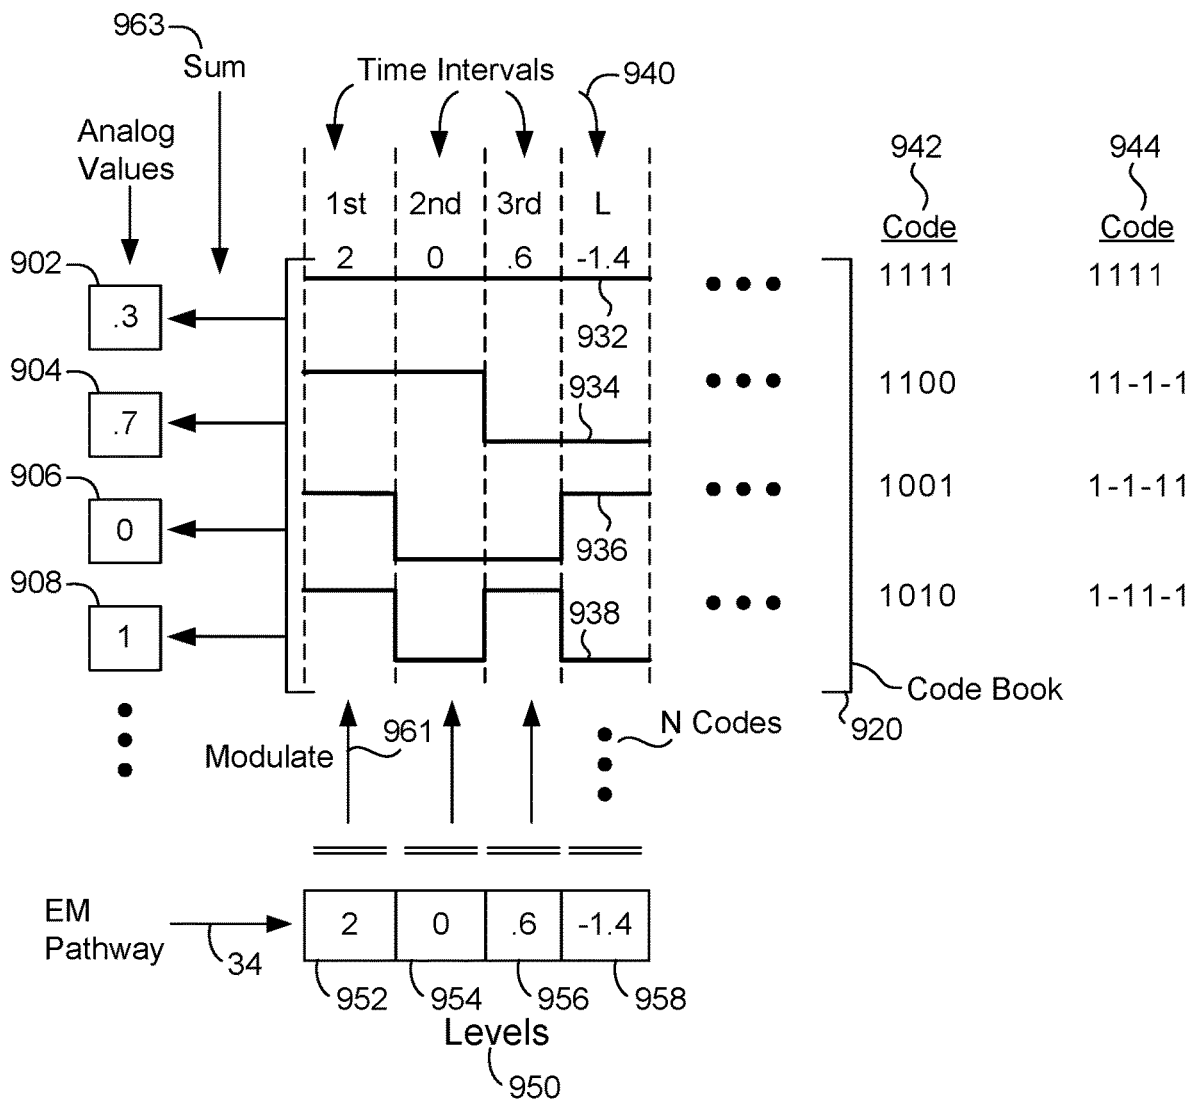 963
Sum
Time Intervals
940
Analog
Values
942
944
1st 2nd 3rd L
Code
Code
902
2 0 .6 -1.4
1111
1111
.3
932
904
934
1100
11-1-1
.7
906
1001
1-1-11
0
936
908
938
1010
1-11-1
1
Code Book
N Codes
920
Modulate
961
EM
Pathway
34
2 0 .6 -1.4
952 954 956 958
Levels
950